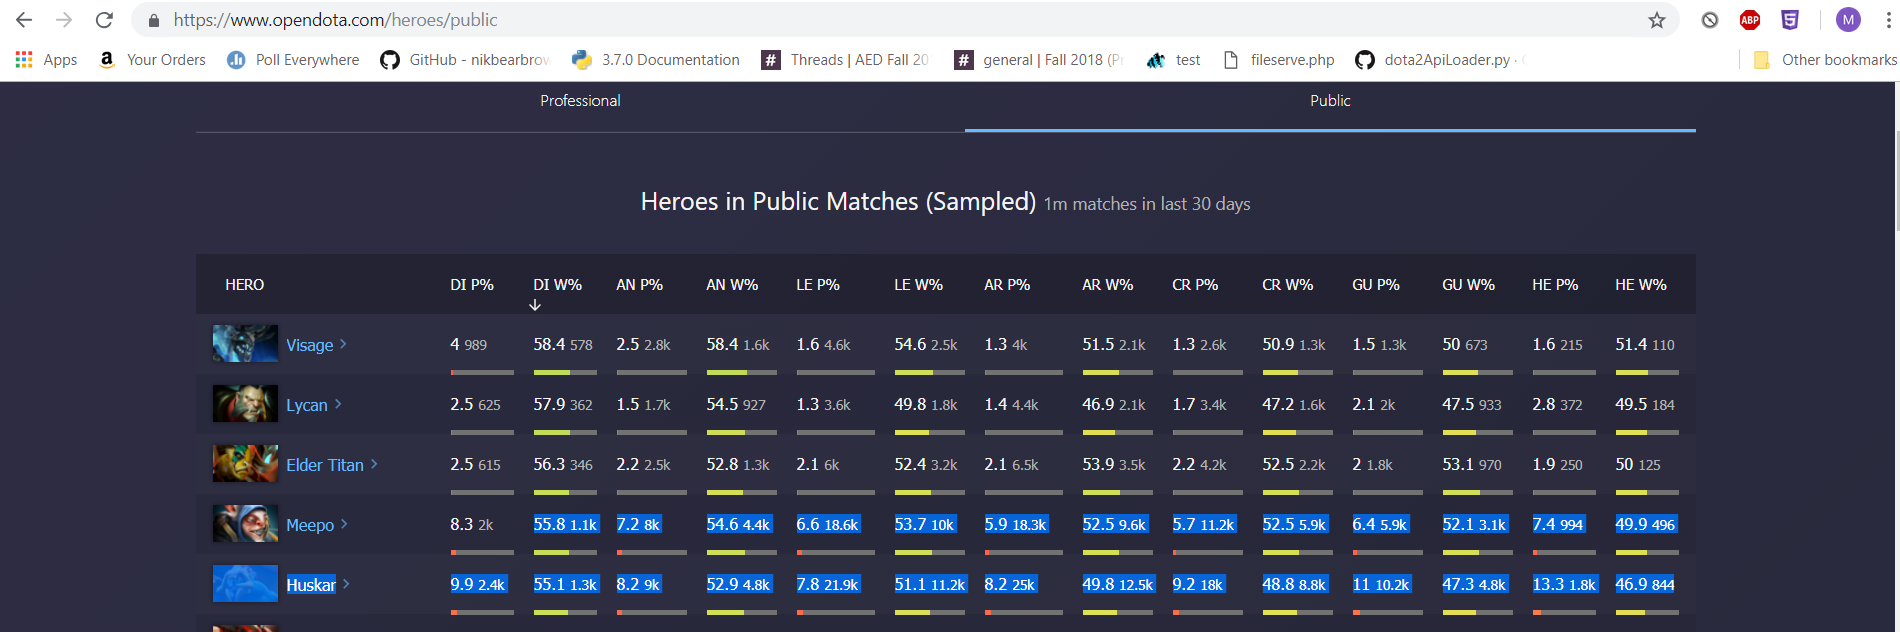 https://www.opendota.com/heroes/public
ABP
M
Apps
Your Orders
Poll Everywhere
GitHub - nikbearbrow
3.7.0 Documentation
Threads | AED Fall 20
general | Fall 2018 (Pr
test
fileserve.php
dota2ApiLoader.py ·
Other bookmarks
Professional Public
Heroes in Public Matches (Sampled) 1m matches in last 30 days
HERO DI P% DI W% AN P% AN W% LE P% LE W% AR P% AR W% CR P% CR W% GU P% GU W% HE P% HE W%
Visage 4 989 58.4 578 2.5 2.8k 58.4 1.6k 1.6 4.6k 54.6 2.5k 1.3 4k 51.5 2.1k 1.3 2.6k 50.9 1.3k 1.5 1.3k 50 673 1.6 215 51.4 110
Lycan 2.5 625 57.9 362 1.5 1.7k 54.5 927 1.3 3.6k 49.8 1.8k 1.4 4.4k 46.9 2.1k 1.7 3.4k 47.2 1.6k 2.1 2k 47.5 933 2.8 372 49.5 184
Elder Titan 2.5 615 56.3 346 2.2 2.5k 52.8 1.3k 2.1 6k 52.4 3.2k 2.1 6.5k 53.9 3.5k 2.2 4.2k 52.5 2.2k 2 1.8k 53.1 970 1.9 250 50 125
Meepo 8.3 2k 55.8 1.1k 7.2 8k 54.6 4.4k 6.6 18.6k 53.7 10k 5.9 18.3k 52.5 9.6k 5.7 11.2k 52.5 5.9k 6.4 5.9k 52.1 3.1k 7.4 994 49.9 496
Huskar 9.9 2.4k 55.1 1.3k 8.2 9k 52.9 4.8k 7.8 21.9k 51.1 11.2k 8.2 25k 49.8 12.5k 9.2 18k 48.8 8.8k 11 10.2k 47.3 4.8k 13.3 1.8k 46.9 844